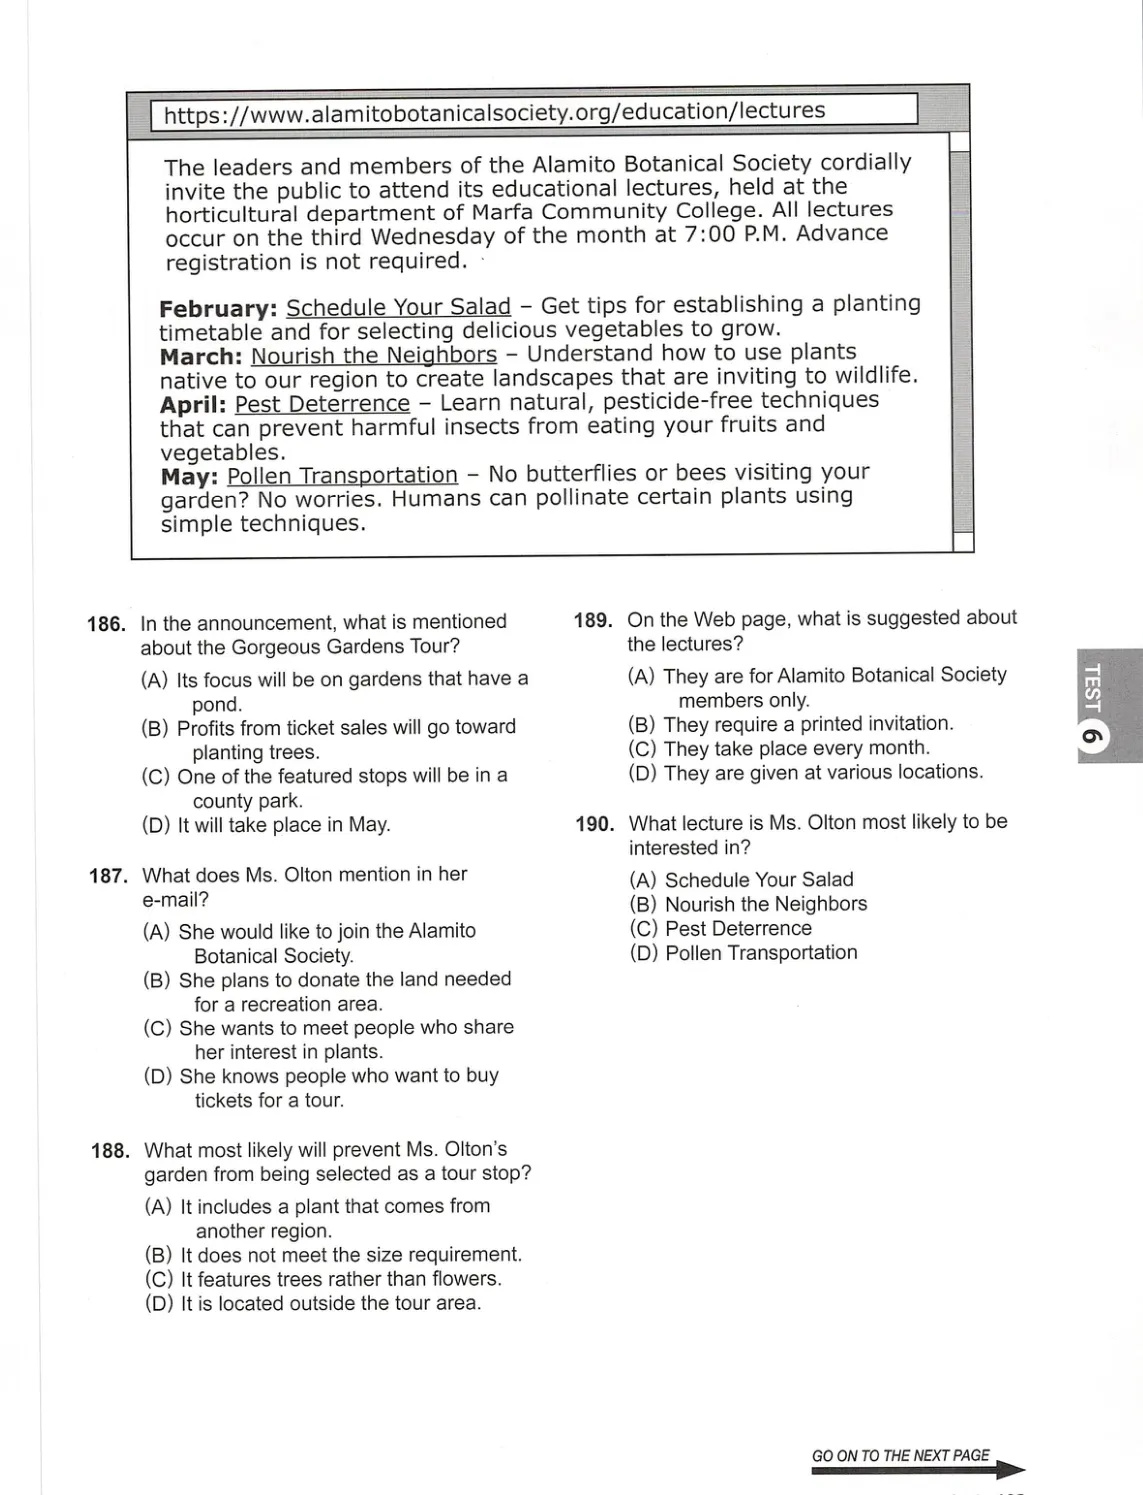 https://www.alamitobotanicalsociety.org/education/lectures
The leaders and members of the Alamito Botanical Society cordially
invite the public to attend its educational lectures, held at the
horticultural department of Marfa Community College. All lectures
occur on the third Wednesday of the month at 7:00 P.M. Advance
registration is not required.
February: Schedule Your Salad – Get tips for establishing a planting
timetable and for selecting delicious vegetables to grow.
March: Nourish the Neighbors – Understand how to use plants
native to our region to create landscapes that are inviting to wildlife.
April: Pest Deterrence – Learn natural, pesticide-free techniques
that can prevent harmful insects from eating your fruits and
vegetables.
May: Pollen Transportation – No butterflies or bees visiting your
garden? No worries. Humans can pollinate certain plants using
simple techniques.
186. In the announcement, what is mentioned
about the Gorgeous Gardens Tour?
(A) Its focus will be on gardens that have a
pond.
(B) Profits from ticket sales will go toward
planting trees.
(C) One of the featured stops will be in a
county park.
(D) It will take place in May.
187. What does Ms. Olton mention in her
e-mail?
(A) She would like to join the Alamito
Botanical Society.
(B) She plans to donate the land needed
for a recreation area.
(C) She wants to meet people who share
her interest in plants.
(D) She knows people who want to buy
tickets for a tour.
188. What most likely will prevent Ms. Olton's
garden from being selected as a tour stop?
(A) It includes a plant that comes from
another region.
(B) It does not meet the size requirement.
(C) It features trees rather than flowers.
(D) It is located outside the tour area.
189. On the Web page, what is suggested about
the lectures?
(A) They are for Alamito Botanical Society
members only.
(B) They require a printed invitation.
(C) They take place every month.
(D) They are given at various locations.
190. What lecture is Ms. Olton most likely to be
interested in?
(A) Schedule Your Salad
(B) Nourish the Neighbors
(C) Pest Deterrence
(D) Pollen Transportation
TEST 6
GO ON TO THE NEXT PAGE